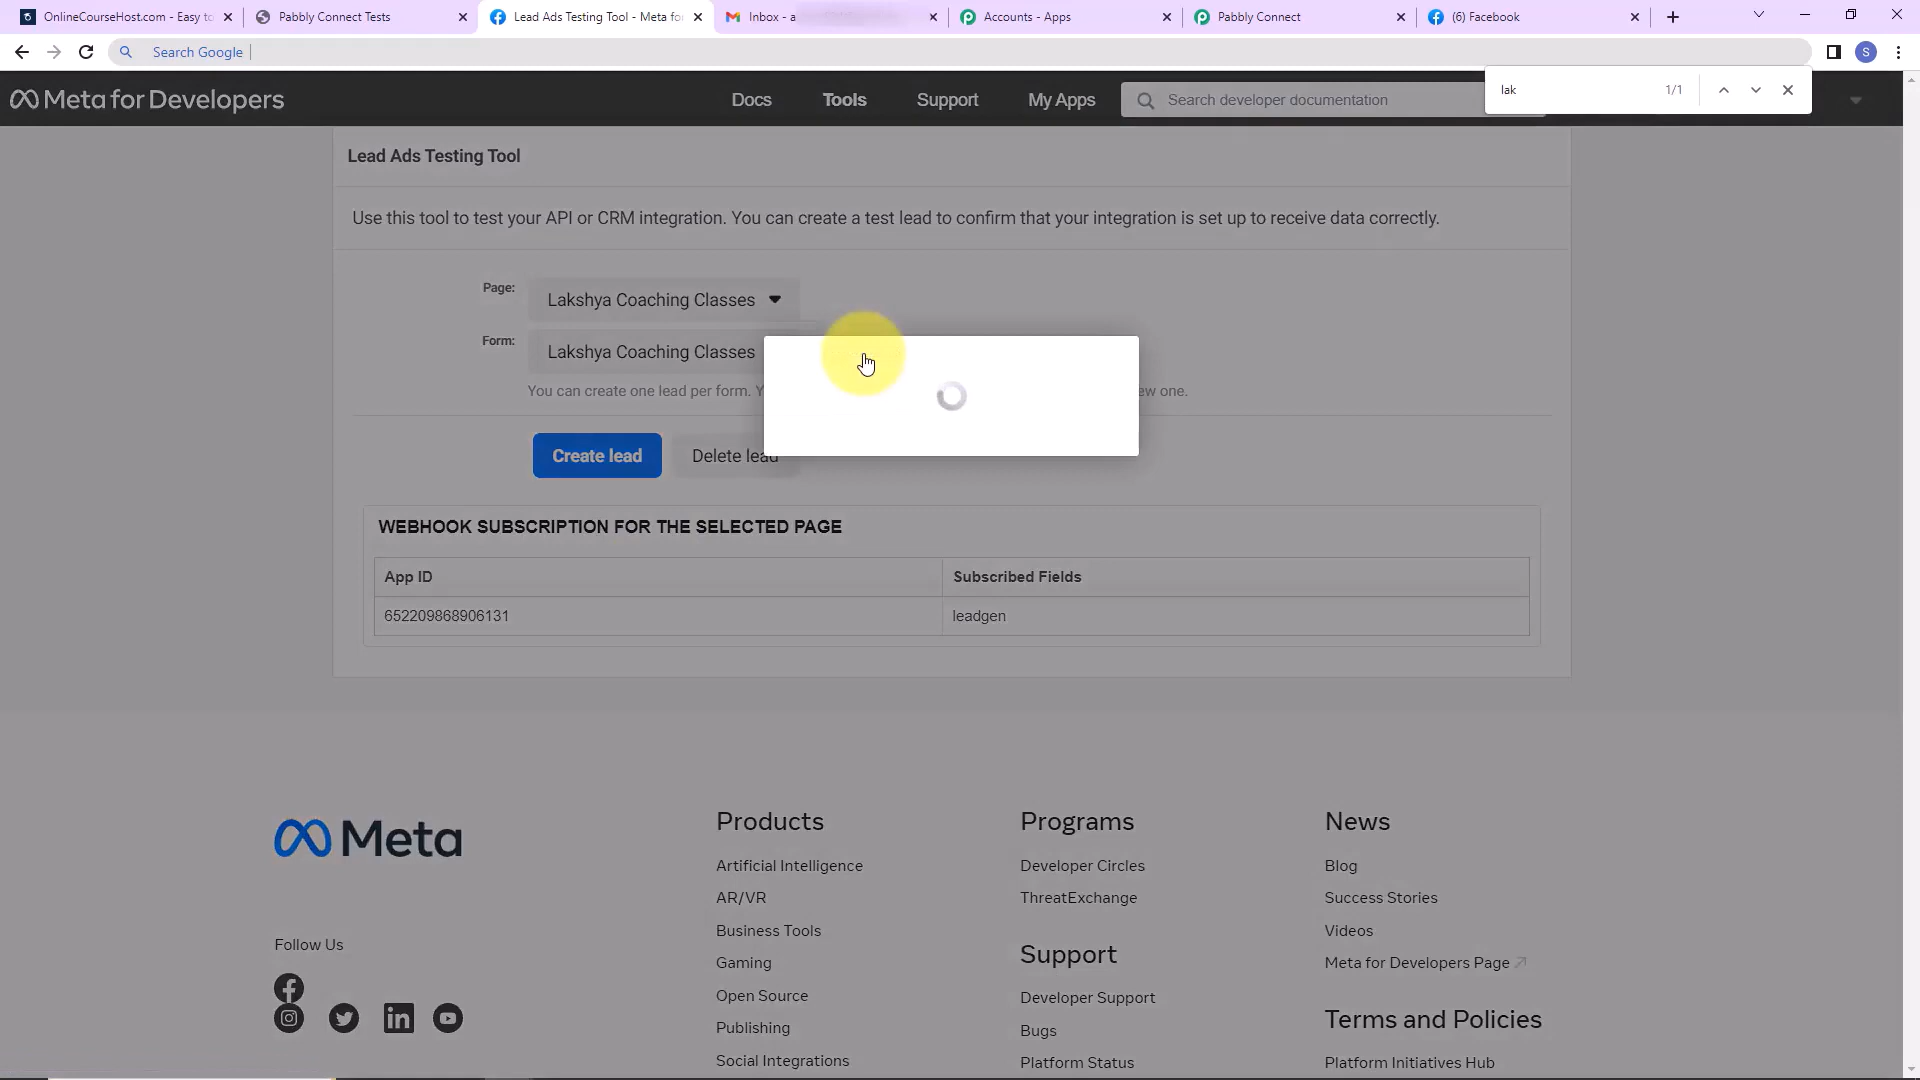 OnlineCourseHost.com - Easy to
Pabbly Connect Tests
Lead Ads Testing Tool - Meta fo
Inbox - a
Accounts - Apps
Pabbly Connect
(6) Facebook
Search Google
S
lak
1/1
Meta for Developers
Docs
Tools
Support
My Apps
Search developer documentation
Lead Ads Testing Tool
Use this tool to test your API or CRM integration. You can create a test lead to confirm that your integration is set up to receive data correctly.
Page:
Lakshya Coaching Classes
Form:
Lakshya Coaching Classes
You can create one lead per form. Y
ew one.
Create lead
Delete lead
WEBHOOK SUBSCRIPTION FOR THE SELECTED PAGE
App ID
Subscribed Fields
652209868906131
leadgen
Meta
Follow Us
Products
Artificial Intelligence
AR/VR
Business Tools
Gaming
Open Source
Publishing
Social Integrations
Programs
Developer Circles
ThreatExchange
Support
Developer Support
Bugs
Platform Status
News
Blog
Success Stories
Videos
Meta for Developers Page
Terms and Policies
Platform Initiatives Hub